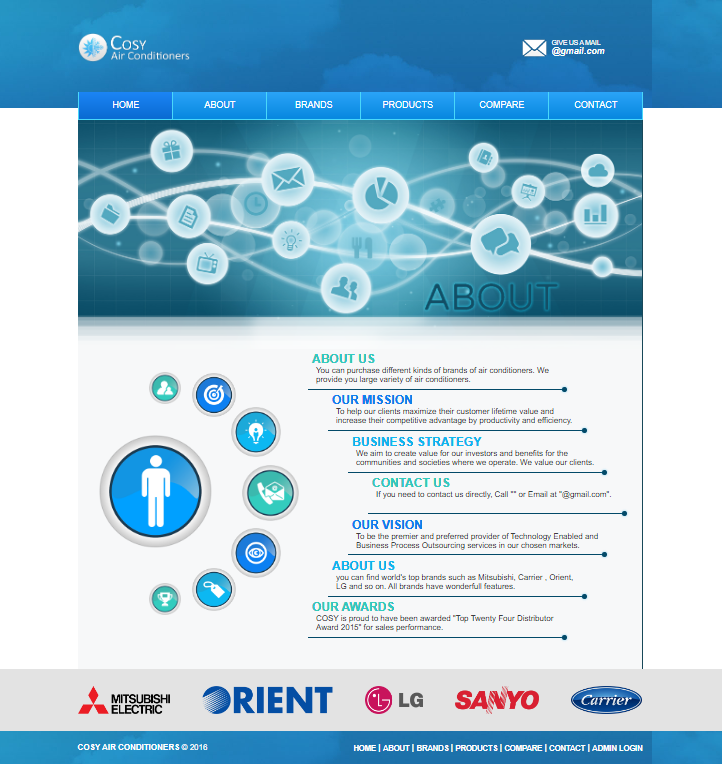 COSY
Air Conditioners
GIVE US A MAIL
@gmail.com
HOME
ABOUT
BRANDS
PRODUCTS
COMPARE
CONTACT
ABOUT
ABOUT US
You can purchase different kinds of brands of air conditioners. We
provide you large variety of air conditioners.
OUR MISSION
To help our clients maximize their customer lifetime value and
increase their competitive advantage by productivity and efficiency.
BUSINESS STRATEGY
We aim to create value for our investors and benefits for the
communities and societies where we operate. We value our clients.
CONTACT US
If you need to contact us directly, Call "" or Email at "@gmail.com".
OUR VISION
To be the premier and preferred provider of Technology Enabled and
Business Process Outsourcing services in our chosen markets.
ABOUT US
you can find world's top brands such as Mitsubishi, Carrier , Orient,
LG and so on. All brands have wonderfull features.
OUR AWARDS
COSY is proud to have been awarded "Top Twenty Four Distributor
Award 2015" for sales performance.
MITSUBISHI
ELECTRIC
ORIENT
LG
SANYO
Carrier
COSY AIR CONDITIONERS © 2016
HOME | ABOUT | BRANDS | PRODUCTS | COMPARE | CONTACT | ADMIN LOGIN